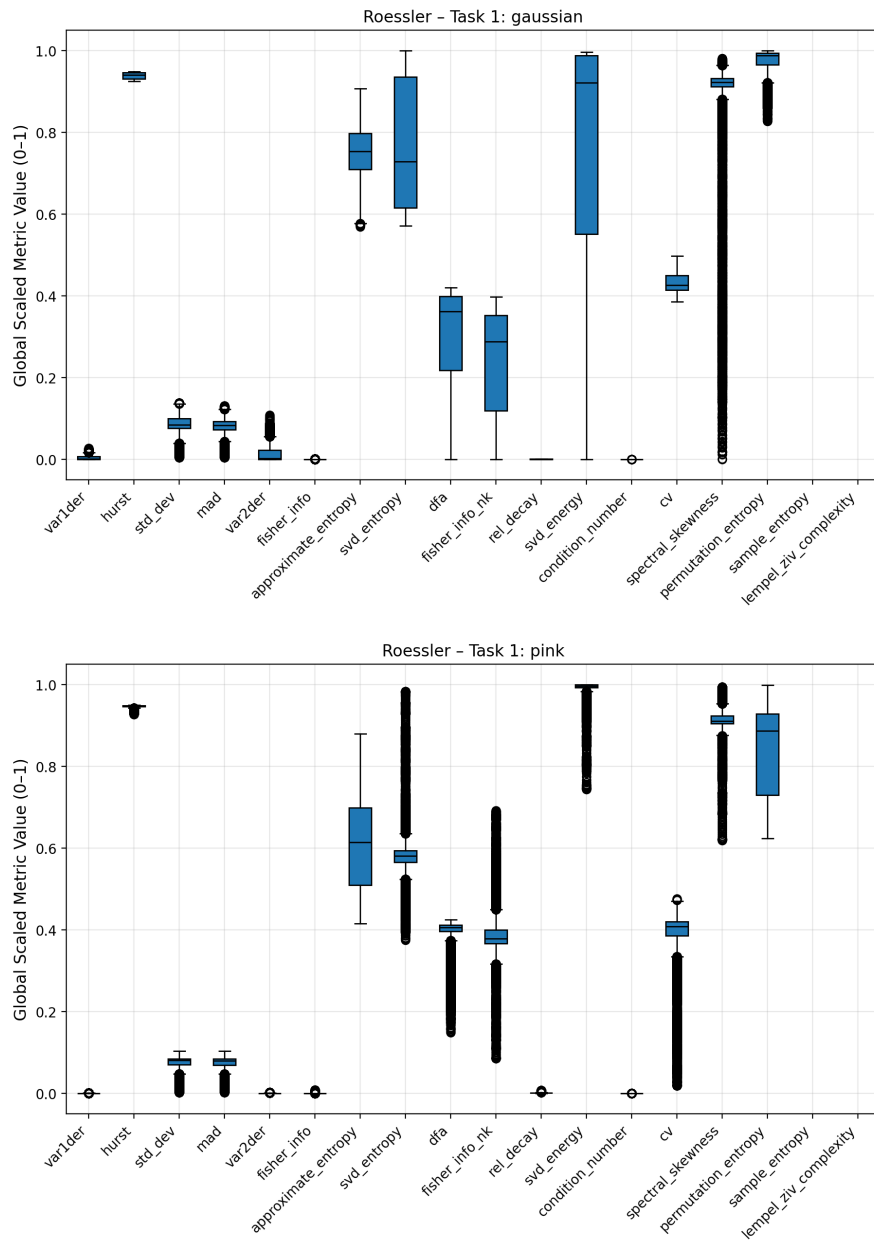 Roessler – Task 1: gaussian
Global Scaled Metric Value (0–1)
1.0
0.8
0.6
0.4
0.2
0.0
var1der
hurst
std_dev
mad
var2der
fisher_info
approximate_entropy
svd_entropy
dfa
fisher_info_nk
rel_decay
svd_energy
condition_number
cv
spectral_skewness
permutation_entropy
sample_entropy
lempel_ziv_complexity
Roessler – Task 1: pink
Global Scaled Metric Value (0–1)
1.0
0.8
0.6
0.4
0.2
0.0
var1der
hurst
std_dev
mad
var2der
fisher_info
approximate_entropy
svd_entropy
dfa
fisher_info_nk
rel_decay
svd_energy
condition_number
cv
spectral_skewness
permutation_entropy
sample_entropy
lempel_ziv_complexity